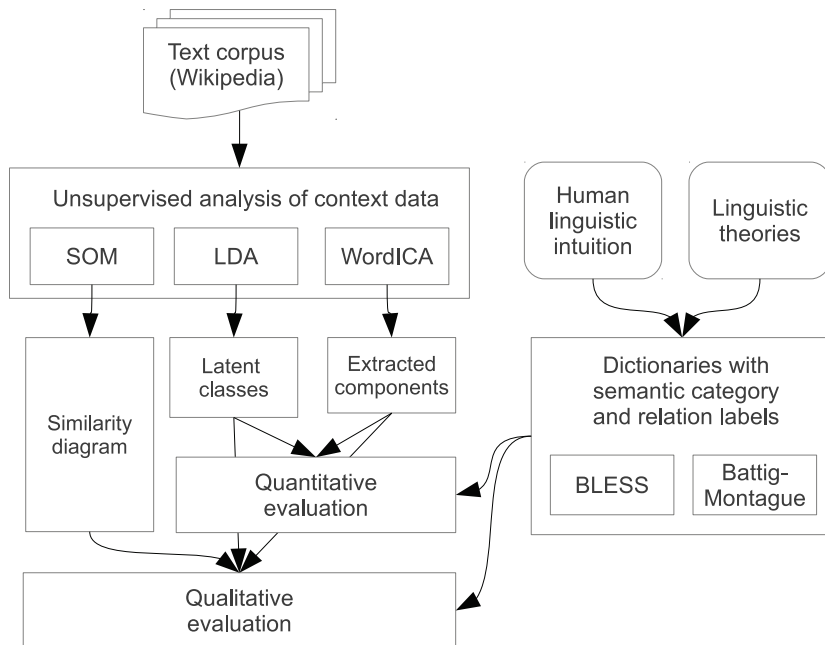 Text corpus
(Wikipedia)
Unsupervised analysis of context data
SOM
LDA
WordICA
Human
linguistic
intuition
Linguistic
theories
Similarity
diagram
Latent
classes
Extracted
components
Dictionaries with
semantic category
and relation labels
BLESS
Battig-
Montague
Quantitative
evaluation
Qualitative
evaluation